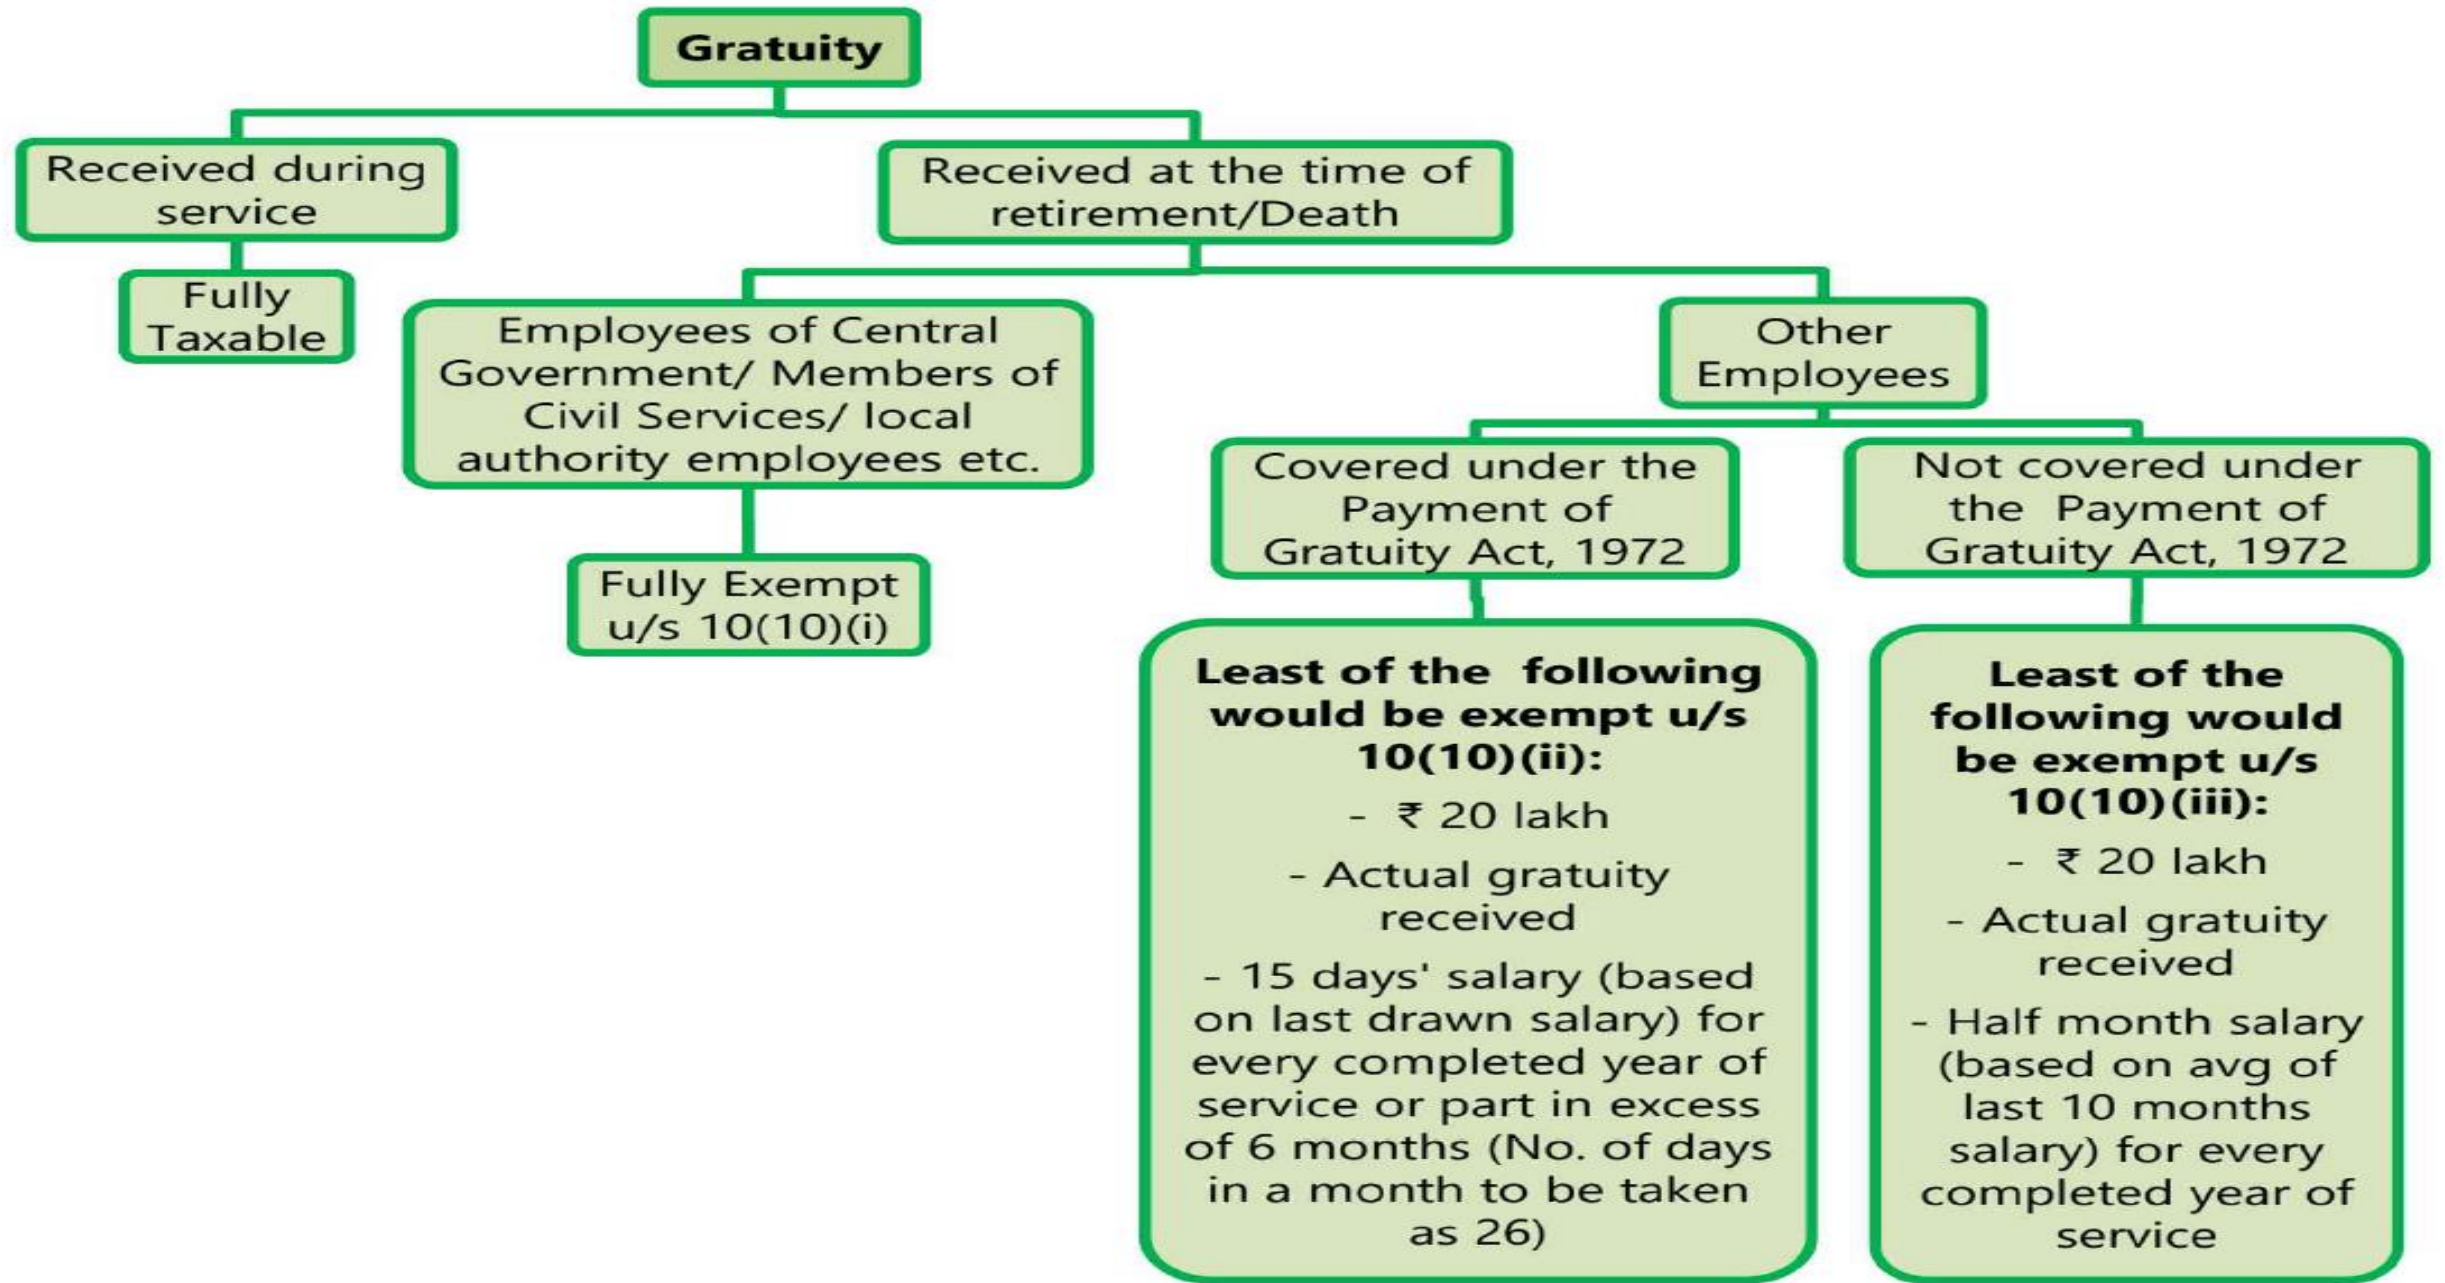 Gratuity
Received during
service
Fully
Taxable
Received at the time of
retirement/Death
Employees of Central
Government/ Members of
Civil Services/ local
authority employees etc.
Fully Exempt
u/s 10(10)(i)
Other
Employees
Covered under the
Payment of
Gratuity Act, 1972
Least of the following
would be exempt u/s
10(10)(ii):
- ₹ 20 lakh
- Actual gratuity
received
- 15 days' salary (based
on last drawn salary) for
every completed year of
service or part in excess
of 6 months (No. of days
in a month to be taken
as 26)
Not covered under
the Payment of
Gratuity Act, 1972
Least of the
following would
be exempt u/s
10(10)(iii):
- ₹ 20 lakh
- Actual gratuity
received
- Half month salary
(based on avg of
last 10 months
salary) for every
completed year of
service